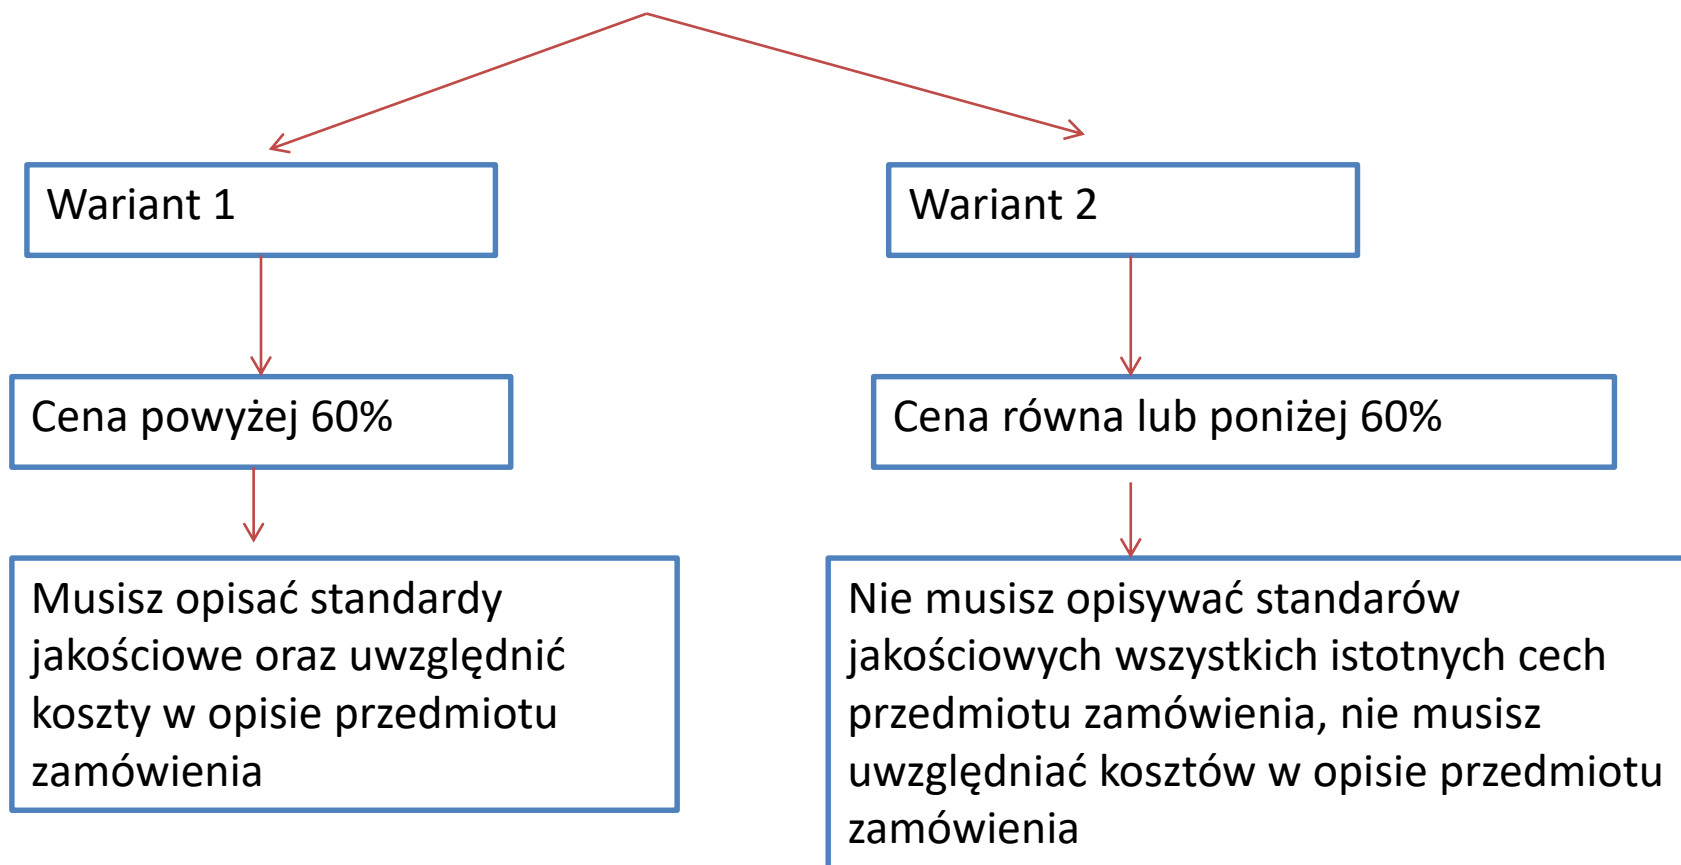 Wariant 1
Wariant 2
Cena powyżej 60%
Cena równa lub poniżej 60%
Musisz opisać standardy
jakościowe oraz uwzględnić
koszty w opisie przedmiotu
zamówienia
Nie musisz opisywać standarów
jakościowych wszystkich istotnych cech
przedmiotu zamówienia, nie musisz
uwzględniać kosztów w opisie przedmiotu
zamówienia